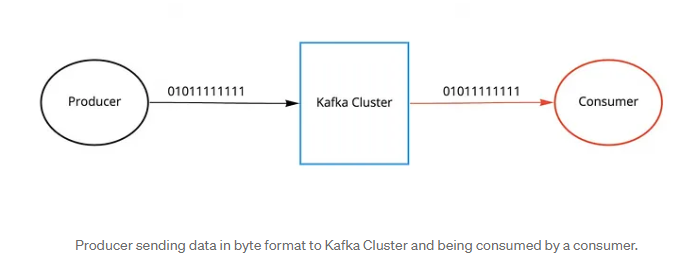 01011111111 01011111111
Producer Kafka Cluster Consumer
Producer sending data in byte format to Kafka Cluster and being consumed by a consumer.